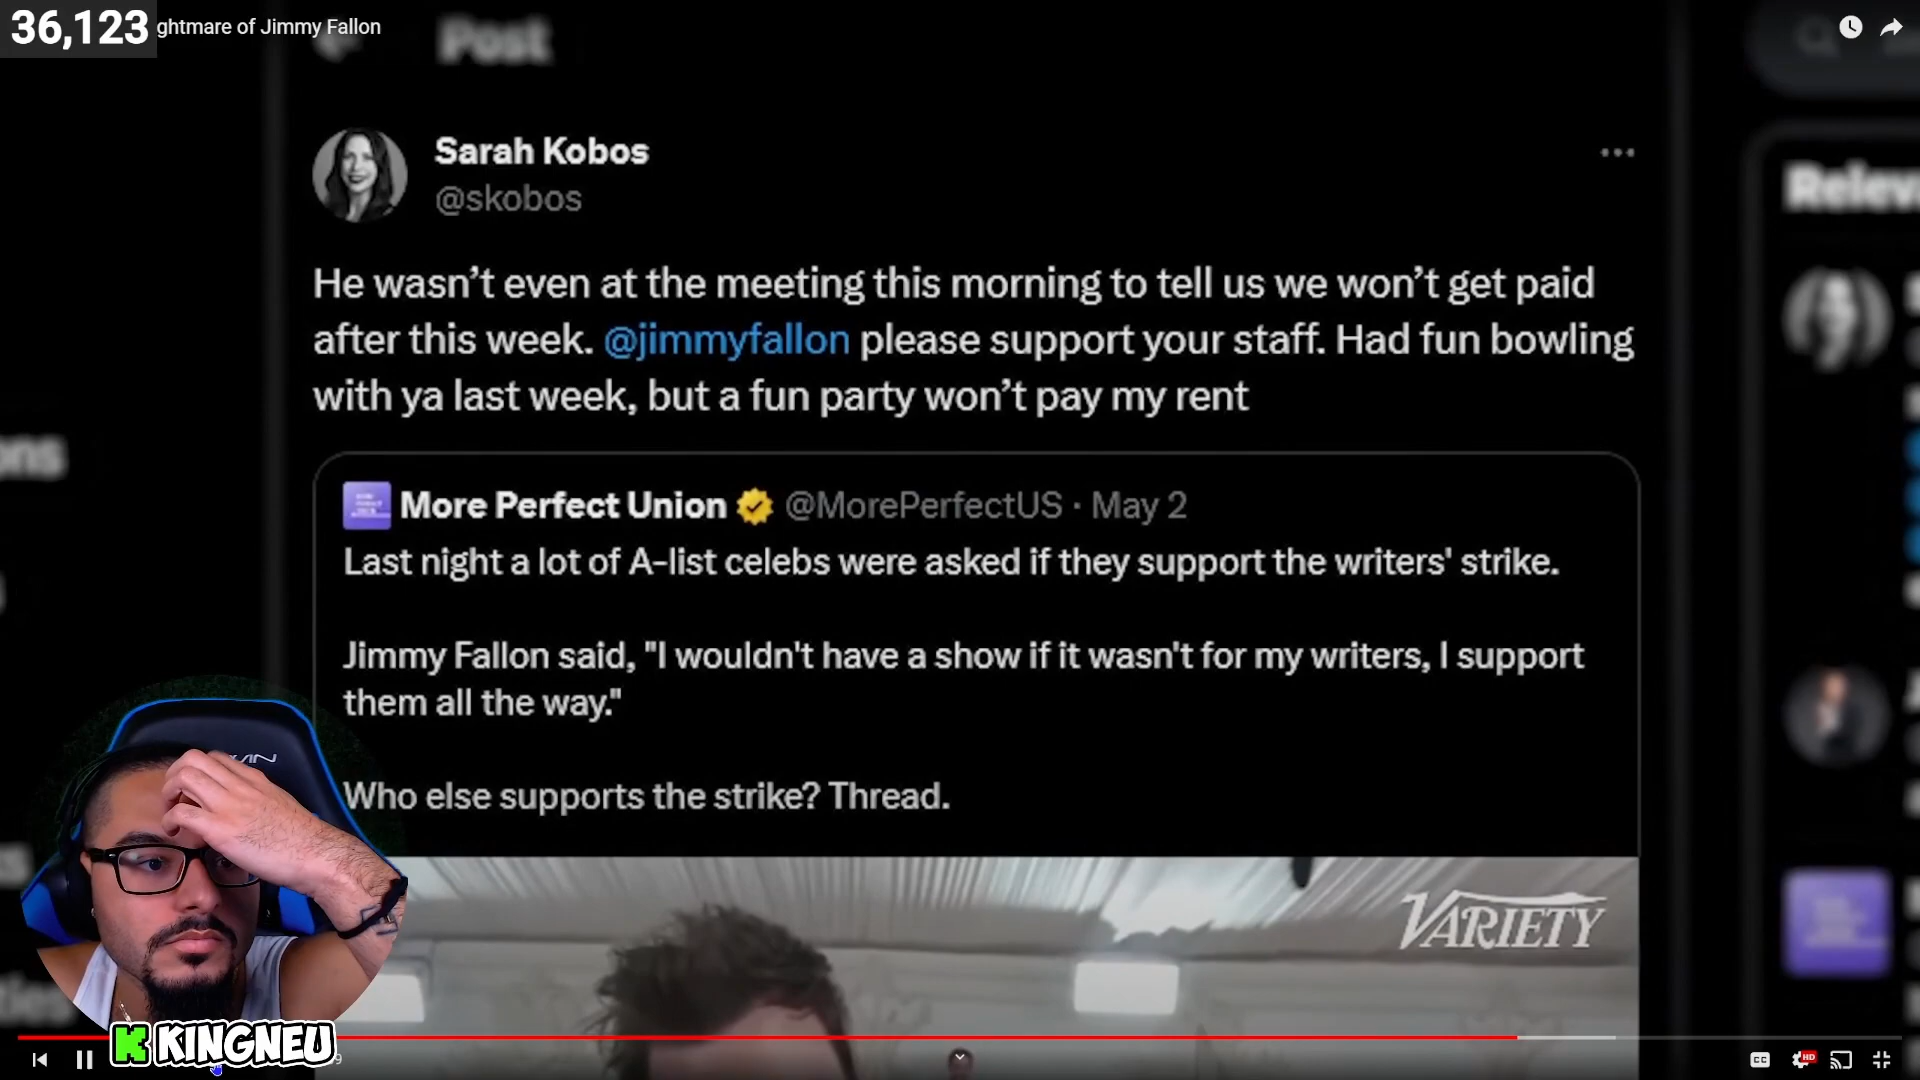 36,123
ghtmare of Jimmy Fallon
Post
Sarah Kobos
@skobos
Relev
He wasn’t even at the meeting this morning to tell us we won’t get paid
after this week. @jimmyfallon please support your staff. Had fun bowling
with ya last week, but a fun party won’t pay my rent
ons
More Perfect Union @MorePerfectUS · May 2
Last night a lot of A-list celebs were asked if they support the writers' strike.
Jimmy Fallon said, "I wouldn't have a show if it wasn't for my writers, I support
them all the way."
Who else supports the strike? Thread.
VARIETY
K KINGNEU
9
CC
HD